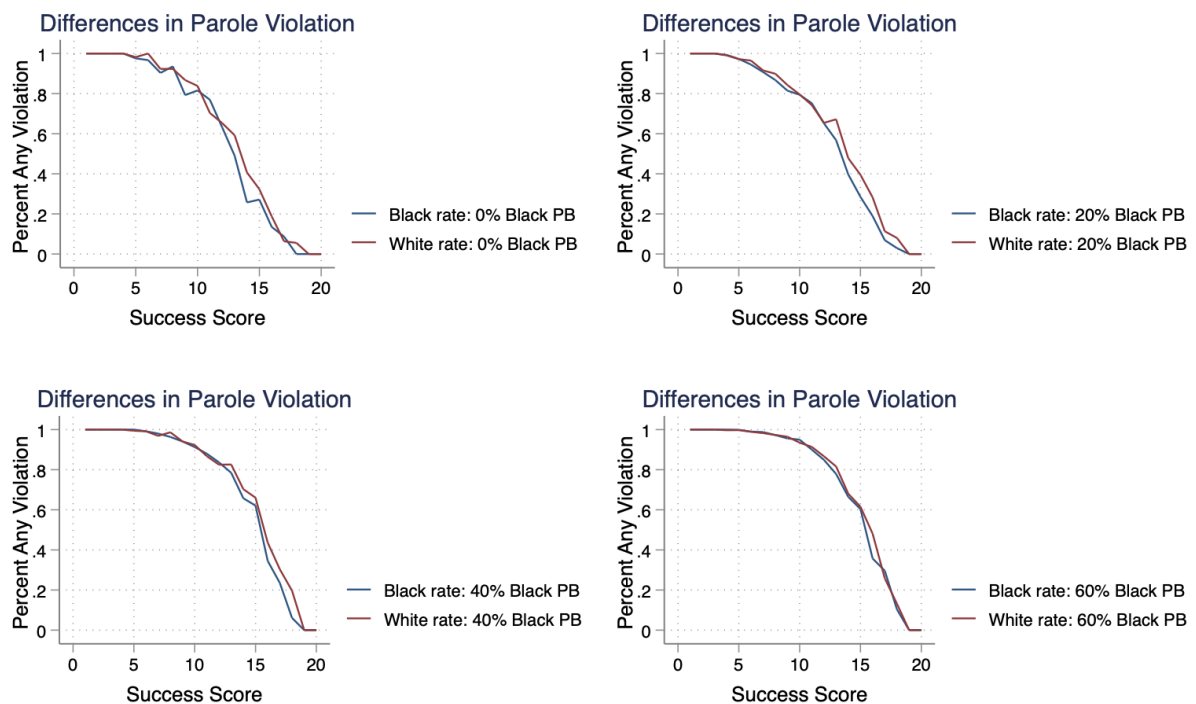 Differences in Parole Violation
Percent Any Violation
1
.8
.6
.4
.2
0
0 5 10 15 20
Success Score
Black rate: 0% Black PB
White rate: 0% Black PB
Differences in Parole Violation
Percent Any Violation
1
.8
.6
.4
.2
0
0 5 10 15 20
Success Score
Black rate: 20% Black PB
White rate: 20% Black PB
Differences in Parole Violation
Percent Any Violation
1
.8
.6
.4
.2
0
0 5 10 15 20
Success Score
Black rate: 40% Black PB
White rate: 40% Black PB
Differences in Parole Violation
Percent Any Violation
1
.8
.6
.4
.2
0
0 5 10 15 20
Success Score
Black rate: 60% Black PB
White rate: 60% Black PB